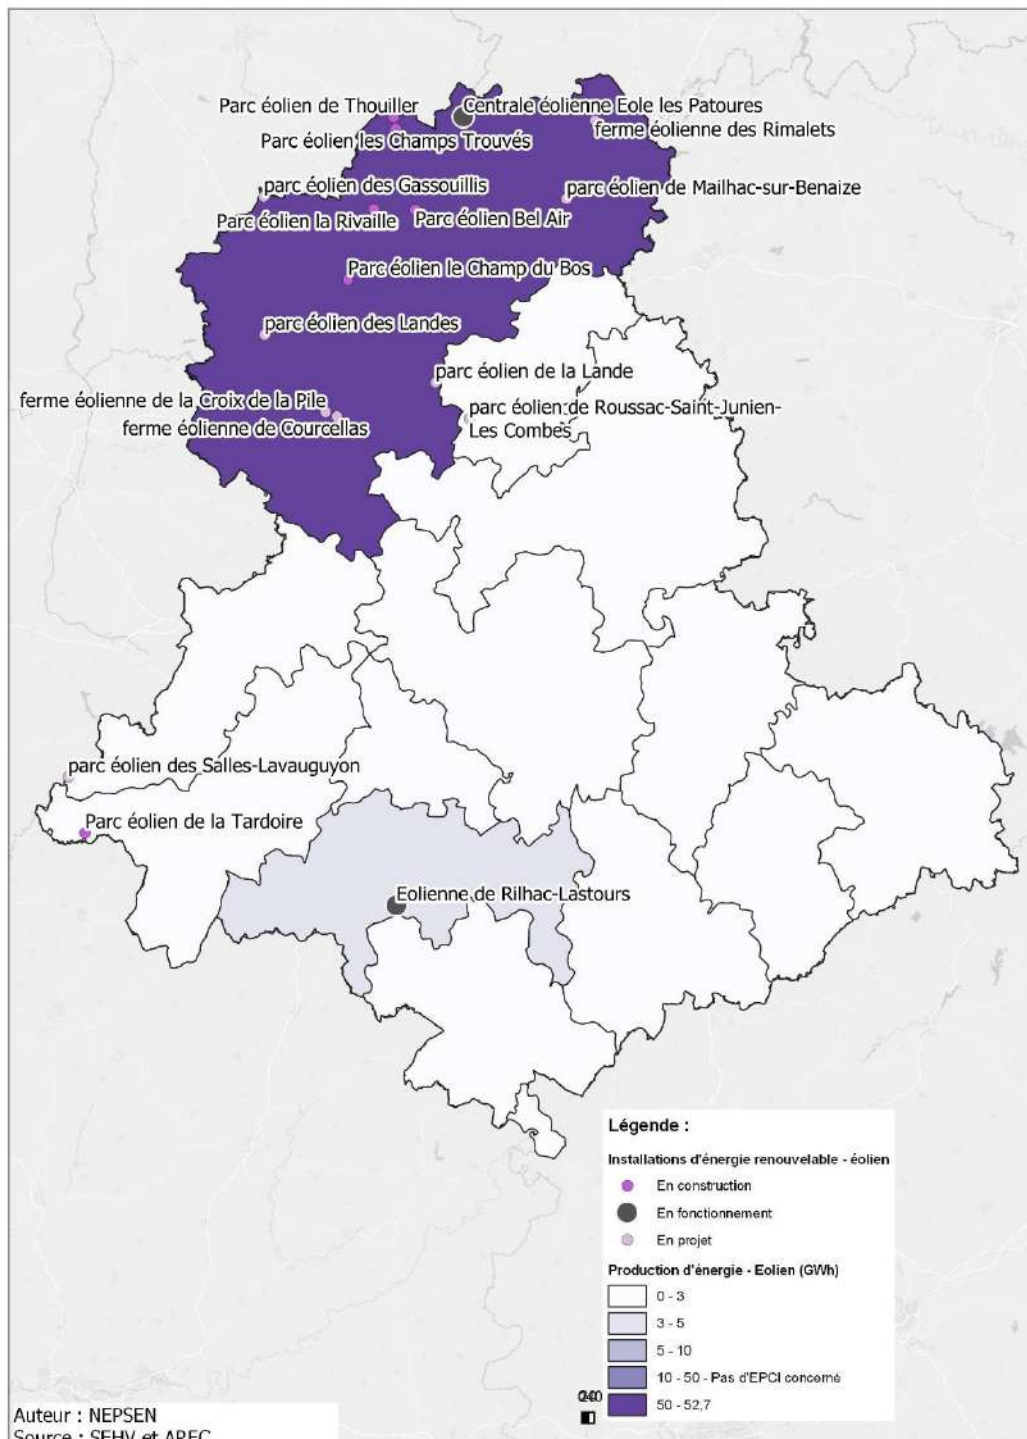 Parc éolien de Thouiller
Centrale éolienne Eole les Patoures
ferme éolienne des Rimalets
Parc éolien les Champs Trouvés
parc éolien des Gassouillis
parc éolien de Mailhac-sur-Benaize
Parc éolien la Rivaille
Parc éolien Bel Air
Parc éolien le Champ du Bos
parc éolien des Landes
parc éolien de la Lande
ferme éolienne de la Croix de la Pile
parc éolien de Roussac-Saint-Junien-
Les Combes
ferme éolienne de Courcellas
parc éolien des Salles-Lavauguyon
Parc éolien de la Tardoire
Eolienne de Rilhac-Lastours
Légende :
Installations d'énergie renouvelable - éolien
En construction
En fonctionnement
En projet
Production d'énergie - Eolien (GWh)
0 - 3
3 - 5
5 - 10
10 - 50 - Pas d'EPCI concerné
50 - 52,7
Auteur : NEPSEN
Source : SEHV et AREC